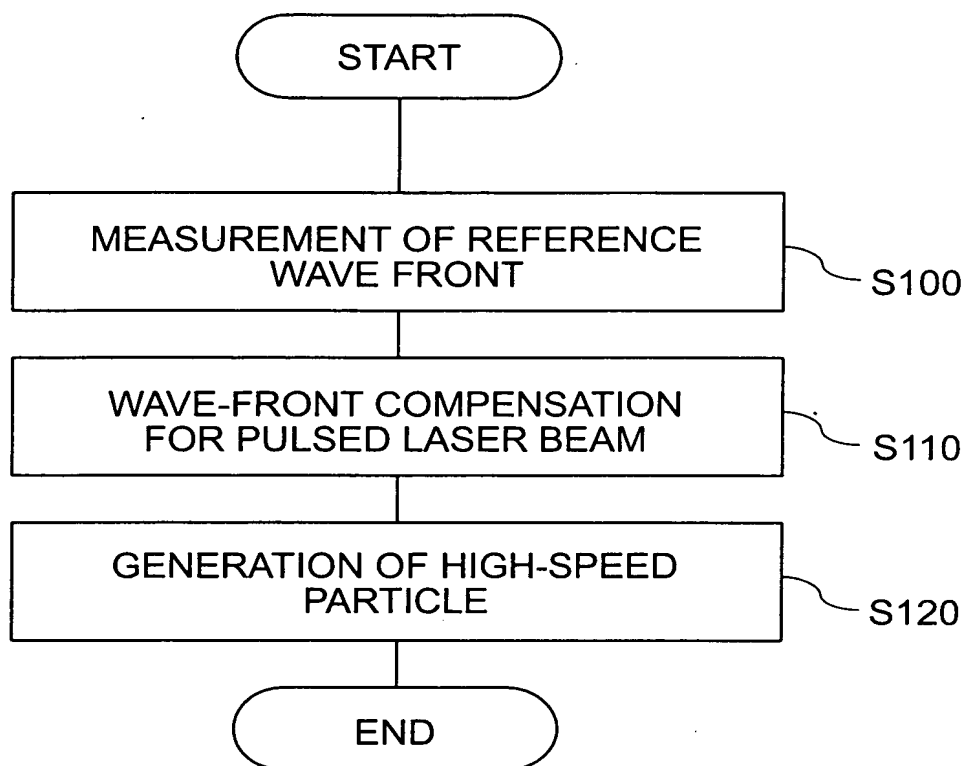 START
MEASUREMENT OF REFERENCE
WAVE FRONT
S100
WAVE-FRONT COMPENSATION
FOR PULSED LASER BEAM
S110
GENERATION OF HIGH-SPEED
PARTICLE
S120
END